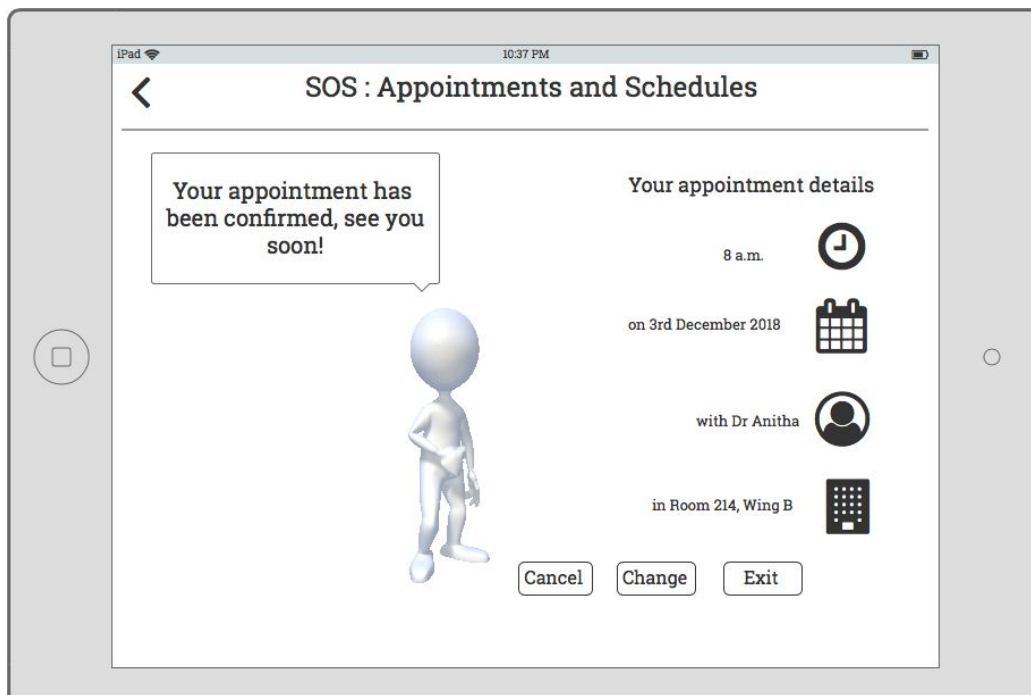 iPad
10:37 PM
SOS : Appointments and Schedules
Your appointment has
been confirmed, see you
soon!
Your appointment details
8 a.m.
on 3rd December 2018
with Dr Anitha
in Room 214, Wing B
Cancel
Change
Exit